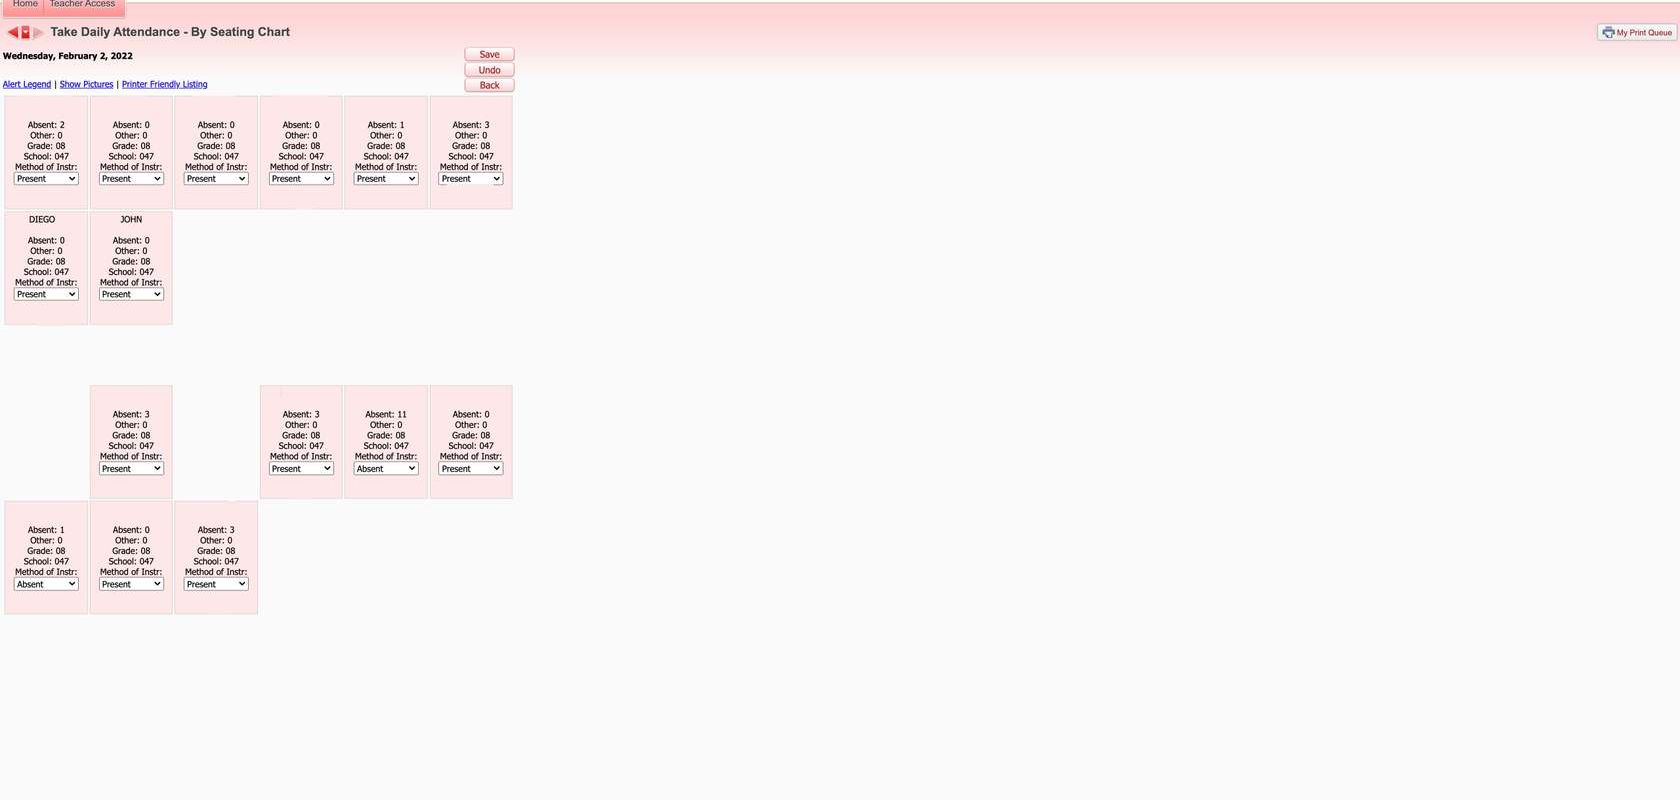 Home Teacher Access
Take Daily Attendance - By Seating Chart
My Print Queue
Wednesday, February 2, 2022
Save
Undo
Back
Alert Legend | Show Pictures | Printer Friendly Listing
Absent: 2
Other: 0
Grade: 08
School: 047
Method of Instr:
Present
Absent: 0
Other: 0
Grade: 08
School: 047
Method of Instr:
Present
Absent: 0
Other: 0
Grade: 08
School: 047
Method of Instr:
Present
Absent: 0
Other: 0
Grade: 08
School: 047
Method of Instr:
Present
Absent: 1
Other: 0
Grade: 08
School: 047
Method of Instr:
Present
Absent: 3
Other: 0
Grade: 08
School: 047
Method of Instr:
Present
DIEGO
Absent: 0
Other: 0
Grade: 08
School: 047
Method of Instr:
Present
JOHN
Absent: 0
Other: 0
Grade: 08
School: 047
Method of Instr:
Present
Absent: 3
Other: 0
Grade: 08
School: 047
Method of Instr:
Present
Absent: 3
Other: 0
Grade: 08
School: 047
Method of Instr:
Present
Absent: 11
Other: 0
Grade: 08
School: 047
Method of Instr:
Absent
Absent: 0
Other: 0
Grade: 08
School: 047
Method of Instr:
Present
Absent: 1
Other: 0
Grade: 08
School: 047
Method of Instr:
Absent
Absent: 0
Other: 0
Grade: 08
School: 047
Method of Instr:
Present
Absent: 3
Other: 0
Grade: 08
School: 047
Method of Instr:
Present